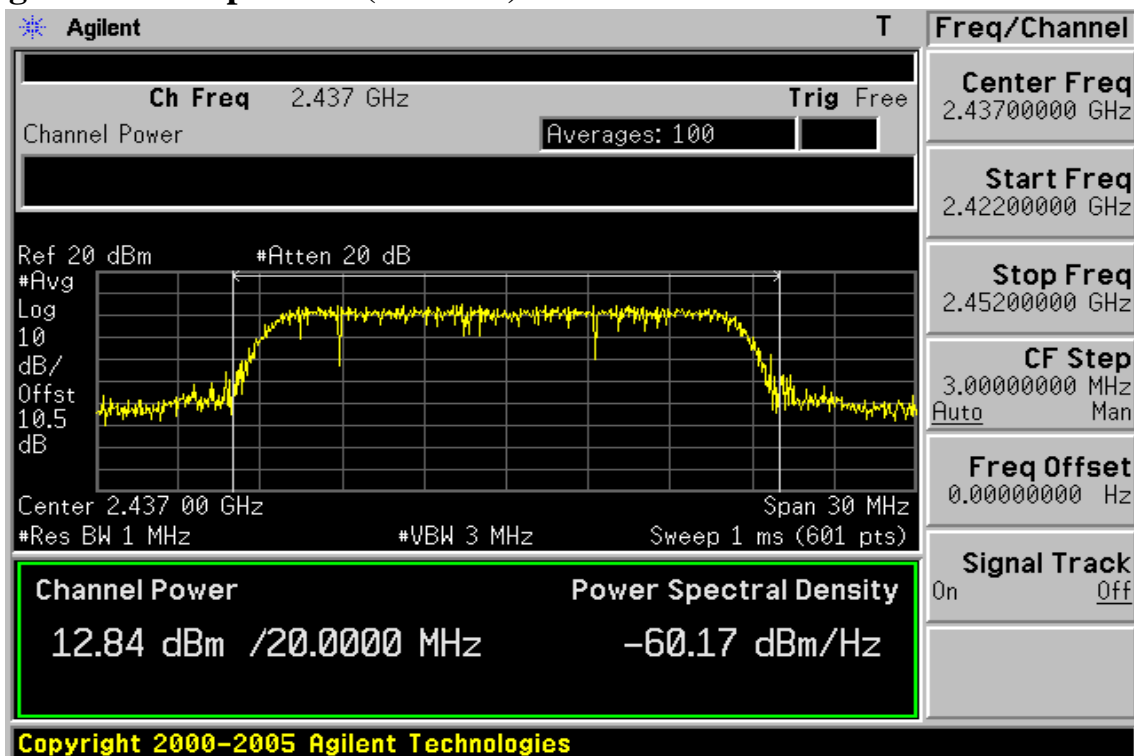 Agilent T
Ch Freq 2.437 GHz Trig Free
Channel Power Averages: 100
Ref 20 dBm #Atten 20 dB
#Avg
Log
10
dB/
Offst
10.5
dB
Center 2.437 00 GHz Span 30 MHz
#Res BW 1 MHz #VBW 3 MHz Sweep 1 ms (601 pts)
Channel Power Power Spectral Density
12.84 dBm /20.0000 MHz -60.17 dBm/Hz
Copyright 2000-2005 Agilent Technologies
Freq/Channel
Center Freq
2.43700000 GHz
Start Freq
2.42200000 GHz
Stop Freq
2.45200000 GHz
CF Step
3.00000000 MHz
Auto Man
Freq Offset
0.00000000 Hz
Signal Track
On Off